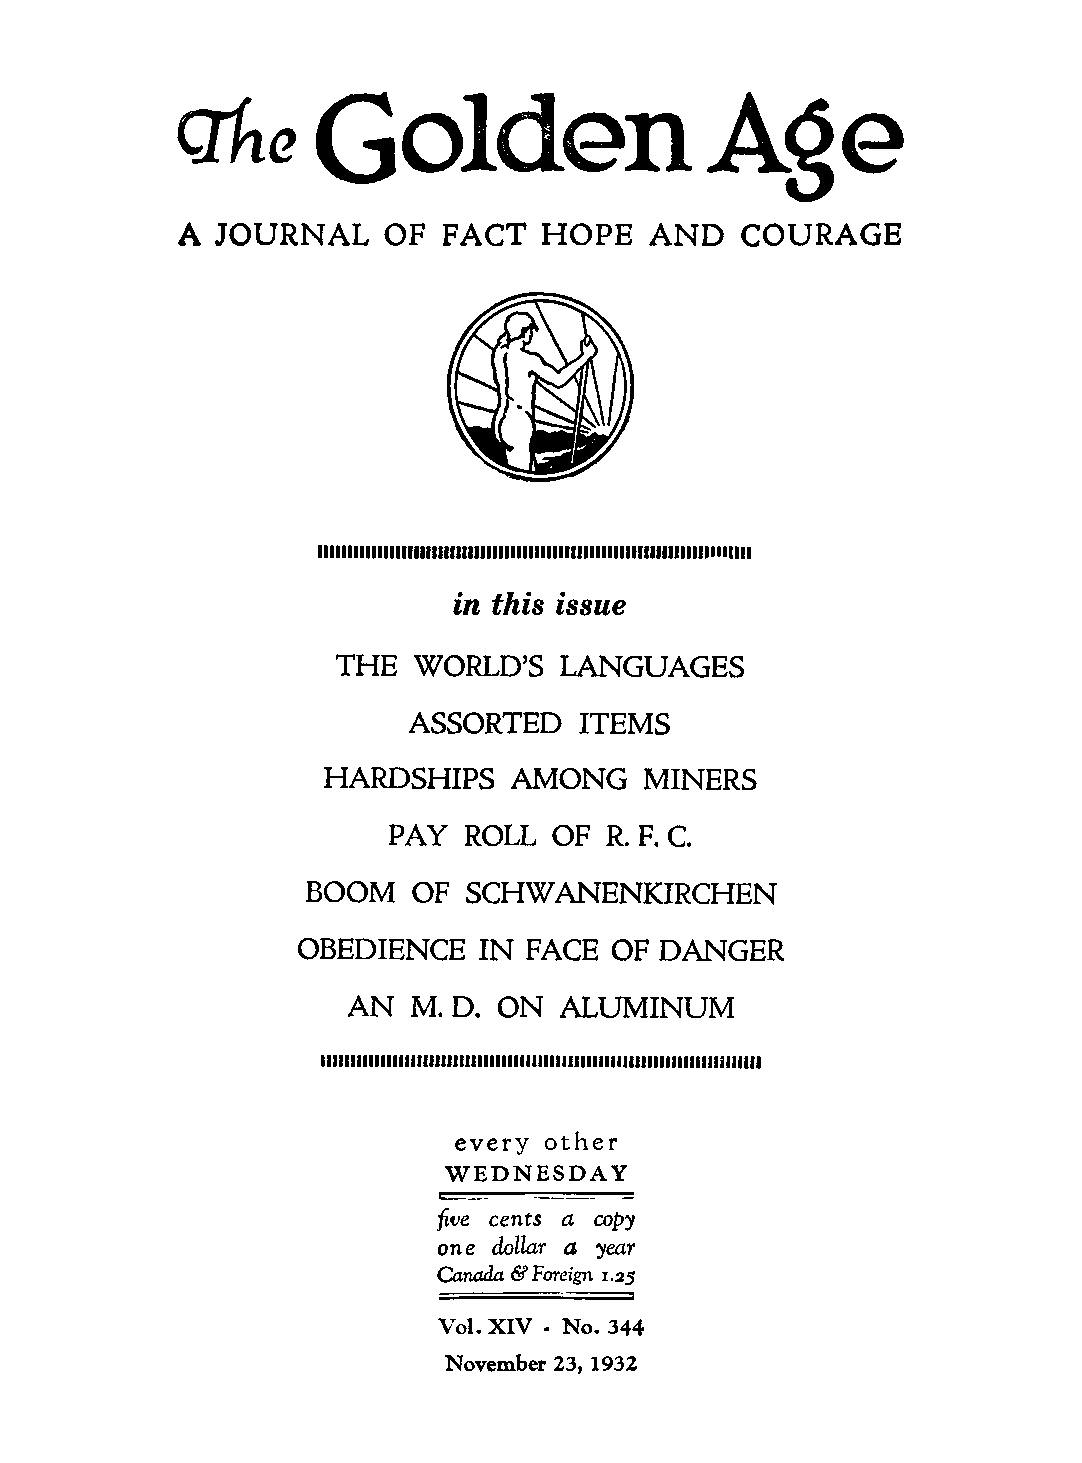 The Golden Age
A JOURNAL OF FACT HOPE AND COURAGE
in this issue
THE WORLD'S LANGUAGES
ASSORTED ITEMS
HARDSHIPS AMONG MINERS
PAY ROLL OF R. F. C.
BOOM OF SCHWANENKIRCHEN
OBEDIENCE IN FACE OF DANGER
AN M. D. ON ALUMINUM
every other
WEDNESDAY
five cents a copy
one dollar a year
Canada & Foreign 1.25
Vol. XIV - No. 344
November 23, 1932